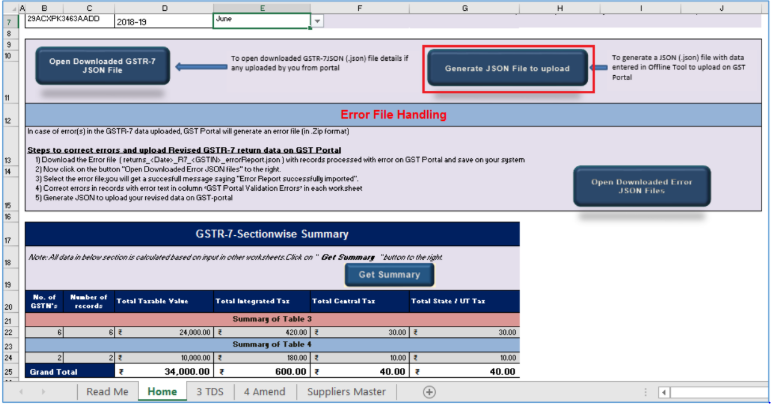 A B C D E F G H I J
7 29ACXPK3463AADD 2018-19 June
8
9
10 Open Downloaded GSTR-7 JSON File
To open downloaded GSTR-7JSON (.json) file details if any uploaded by you from portal
Generate JSON File to upload
To generate a JSON (.json) file with data entered in Offline Tool to upload on GST Portal
11
12 Error File Handling
In case of error(s) in the GSTR-7 data uploaded, GST Portal will generate an error file (in .Zip format)
Steps to correct errors and upload Revised GSTR-7 return data on GST Portal
13 1) Download the Error file ( returns_<Date>_R7_<GSTIN>_errorReport.json ) with records processed with error on GST Portal and save on your system
14 2) Now click on the button "Open Downloaded Error JSON files" to the right.
3) Select the error file,you will get a succesfull message saying "Error Report successfully imported".
4) Correct errors in records with error text in column "GST Portal Validation Errors" in each worksheet
15 5) Generate JSON to upload your revised data on GST-portal
Open Downloaded Error JSON Files
16
17 GSTR-7-Sectionwise Summary
18 Note: All data in below section is calculated based on input in other worksheets.Click on " Get Summary " button to the right.
19 Get Summary
20 No. of GSTN's Number of records Total Taxable Value Total Integrated Tax Total Central Tax Total State / UT Tax
21 Summary of Table 3
22 6 6 ₹ 24,000.00 ₹ 420.00 ₹ 30.00 ₹ 30.00
23 Summary of Table 4
24 2 2 ₹ 10,000.00 ₹ 180.00 ₹ 10.00 ₹ 10.00
25 Grand Total ₹ 34,000.00 ₹ 600.00 ₹ 40.00 ₹ 40.00
Read Me Home 3 TDS 4 Amend Suppliers Master